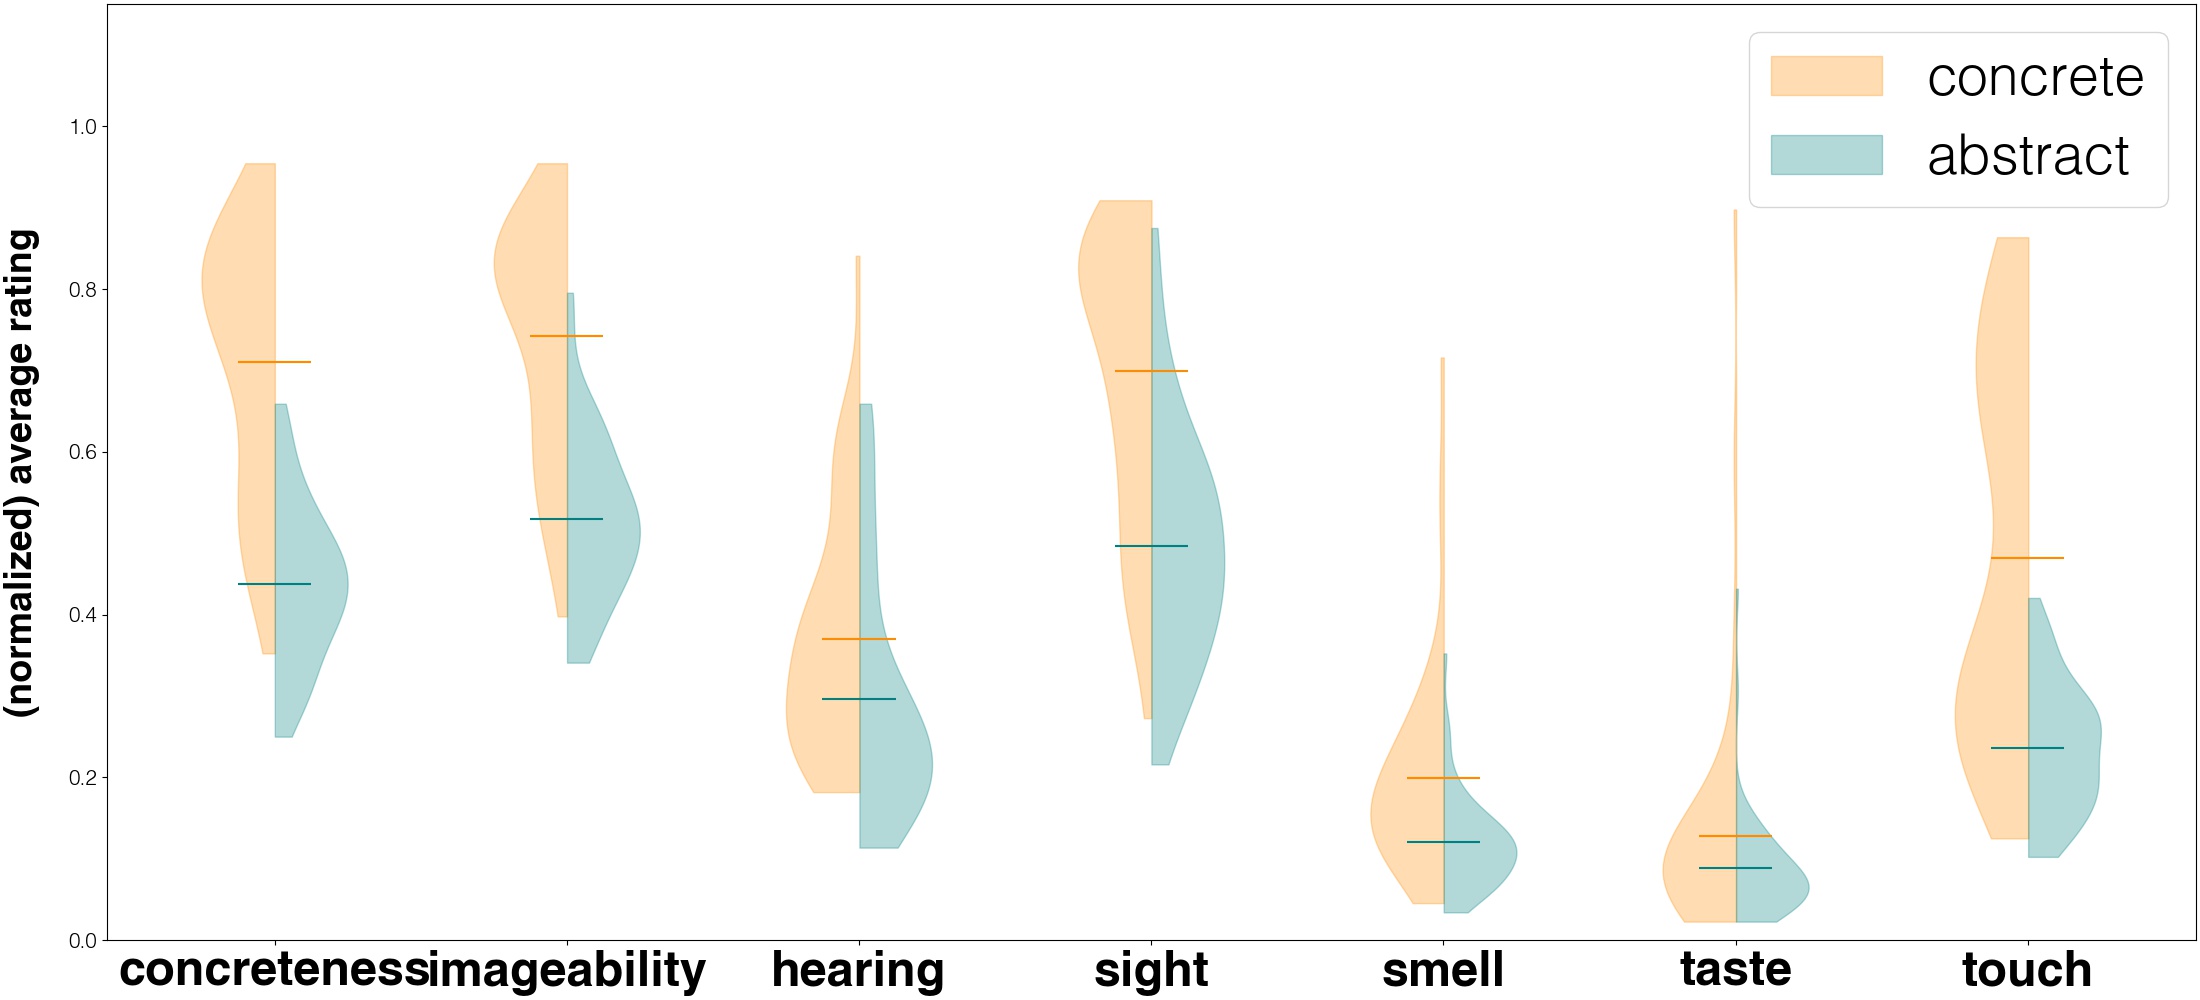 concrete
abstract
(normalized) average rating
1.0
0.8
0.6
0.4
0.2
0.0
concreteness imageability hearing sight smell taste touch